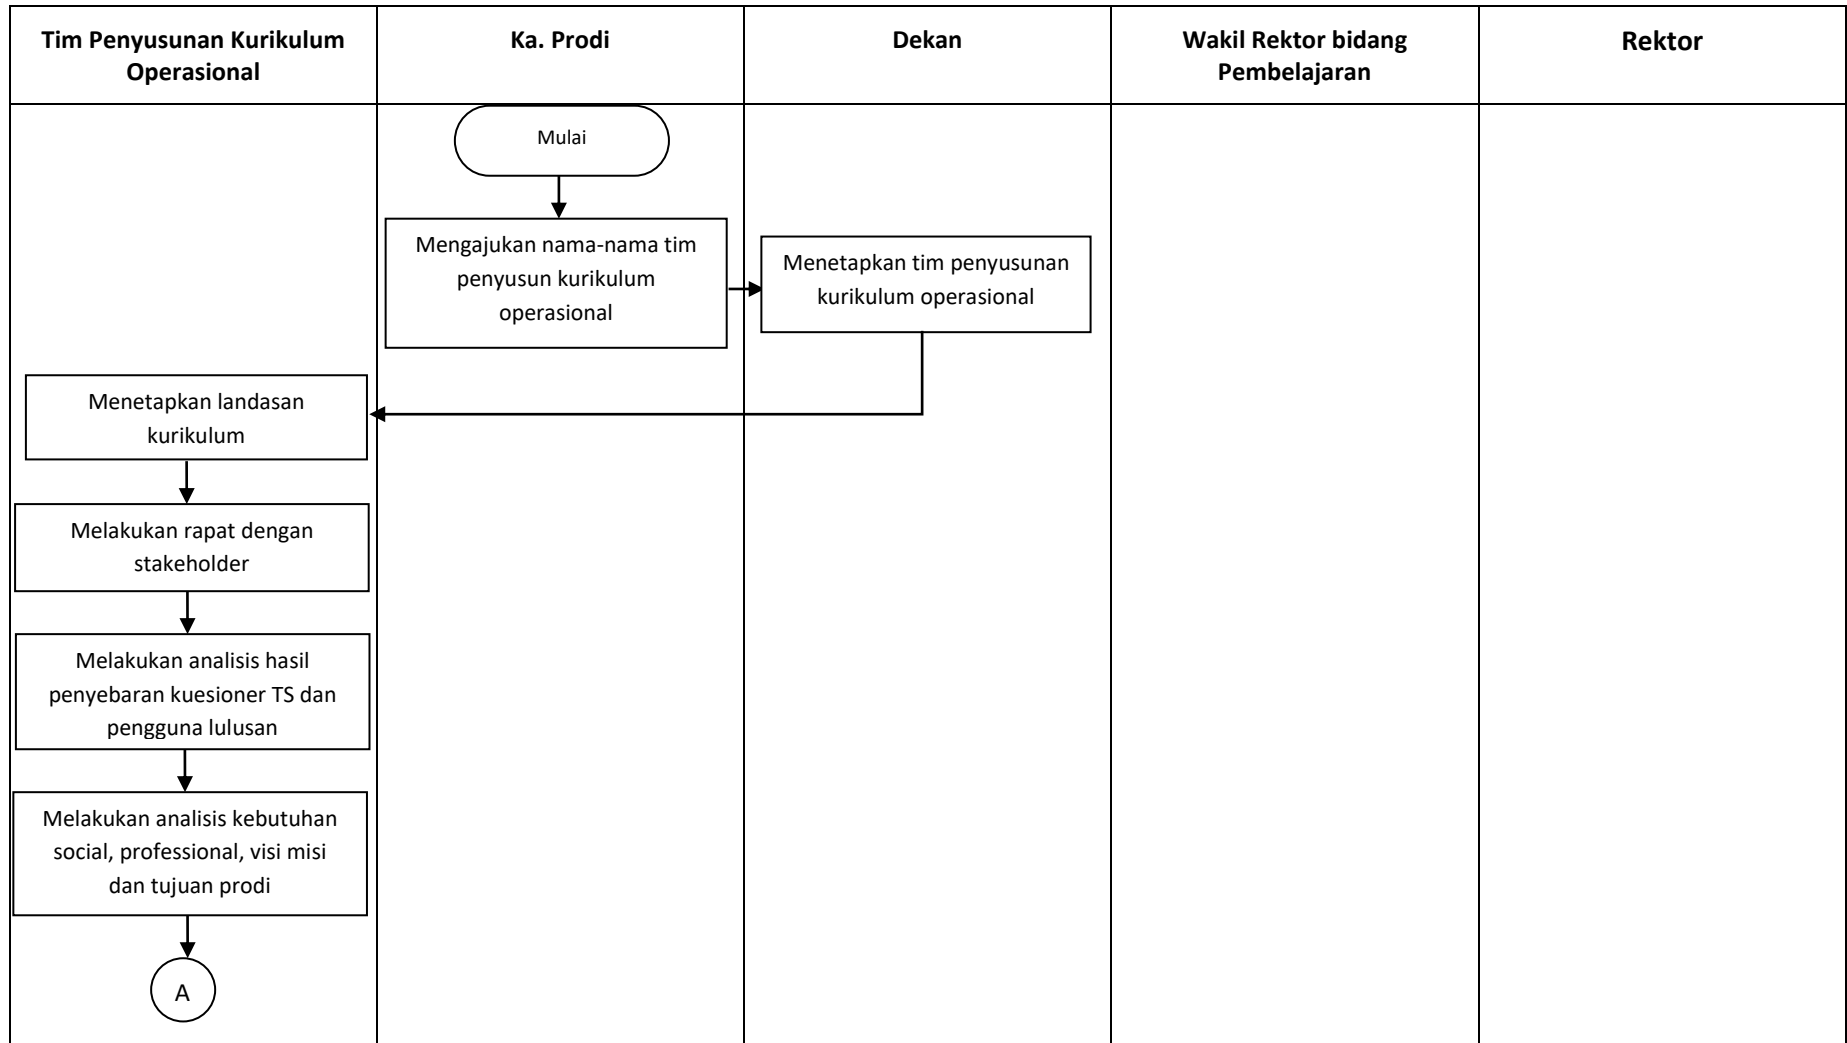 Tim Penyusunan Kurikulum
Operasional
Ka. Prodi
Dekan
Wakil Rektor bidang
Pembelajaran
Rektor
Mulai
Mengajukan nama-nama tim
penyusun kurikulum
operasional
Menetapkan tim penyusunan
kurikulum operasional
Menetapkan landasan
kurikulum
Melakukan rapat dengan
stakeholder
Melakukan analisis hasil
penyebaran kuesioner TS dan
pengguna lulusan
Melakukan analisis kebutuhan
social, professional, visi misi
dan tujuan prodi
A